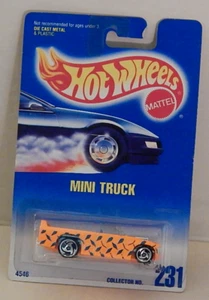 Not recommended for ages under 3
DIE CAST METAL
& PLASTIC
Hot Wheels
MATTEL
MINI TRUCK
4546
COLLECTOR NO. 231